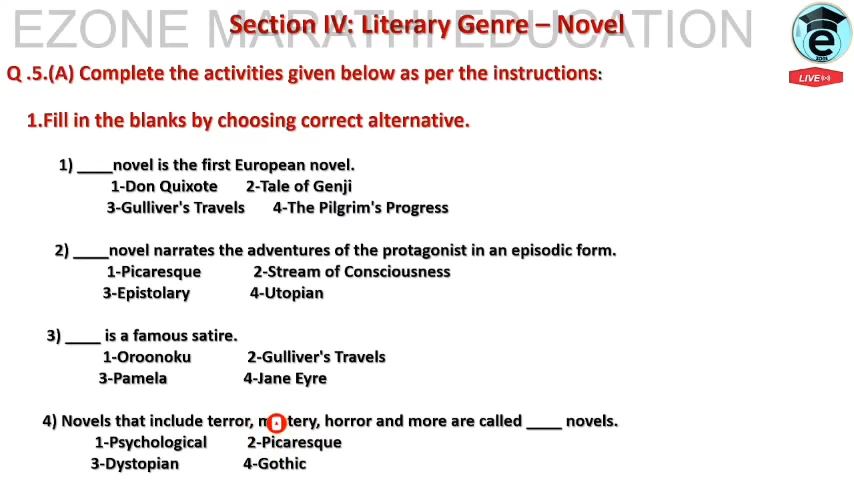 EZONE MARATHI EDUCATION
Section IV: Literary Genre – Novel
e
EZONE
LIVE
Q .5.(A) Complete the activities given below as per the instructions:
1.Fill in the blanks by choosing correct alternative.
1) ____novel is the first European novel.
1-Don Quixote 2-Tale of Genji
3-Gulliver's Travels 4-The Pilgrim's Progress
2) ____novel narrates the adventures of the protagonist in an episodic form.
1-Picaresque 2-Stream of Consciousness
3-Epistolary 4-Utopian
3) ____ is a famous satire.
1-Oroonoku 2-Gulliver's Travels
3-Pamela 4-Jane Eyre
4) Novels that include terror, mystery, horror and more are called ____ novels.
1-Psychological 2-Picaresque
3-Dystopian 4-Gothic